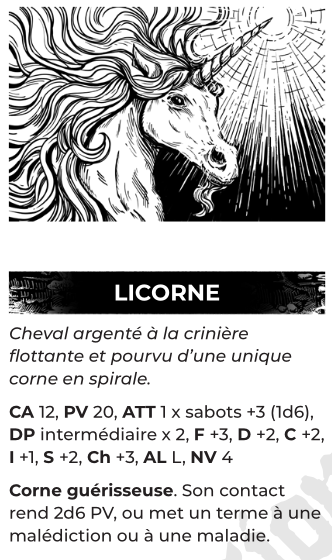 LICORNE
Cheval argenté à la crinière
flottante et pourvu d’une unique
corne en spirale.
CA 12, PV 20, ATT 1 x sabots +3 (1d6),
DP intermédiaire x 2, F +3, D +2, C +2,
I +1, S +2, Ch +3, AL L, NV 4
Corne guérisseuse. Son contact
rend 2d6 PV, ou met un terme à une
malédiction ou à une maladie.